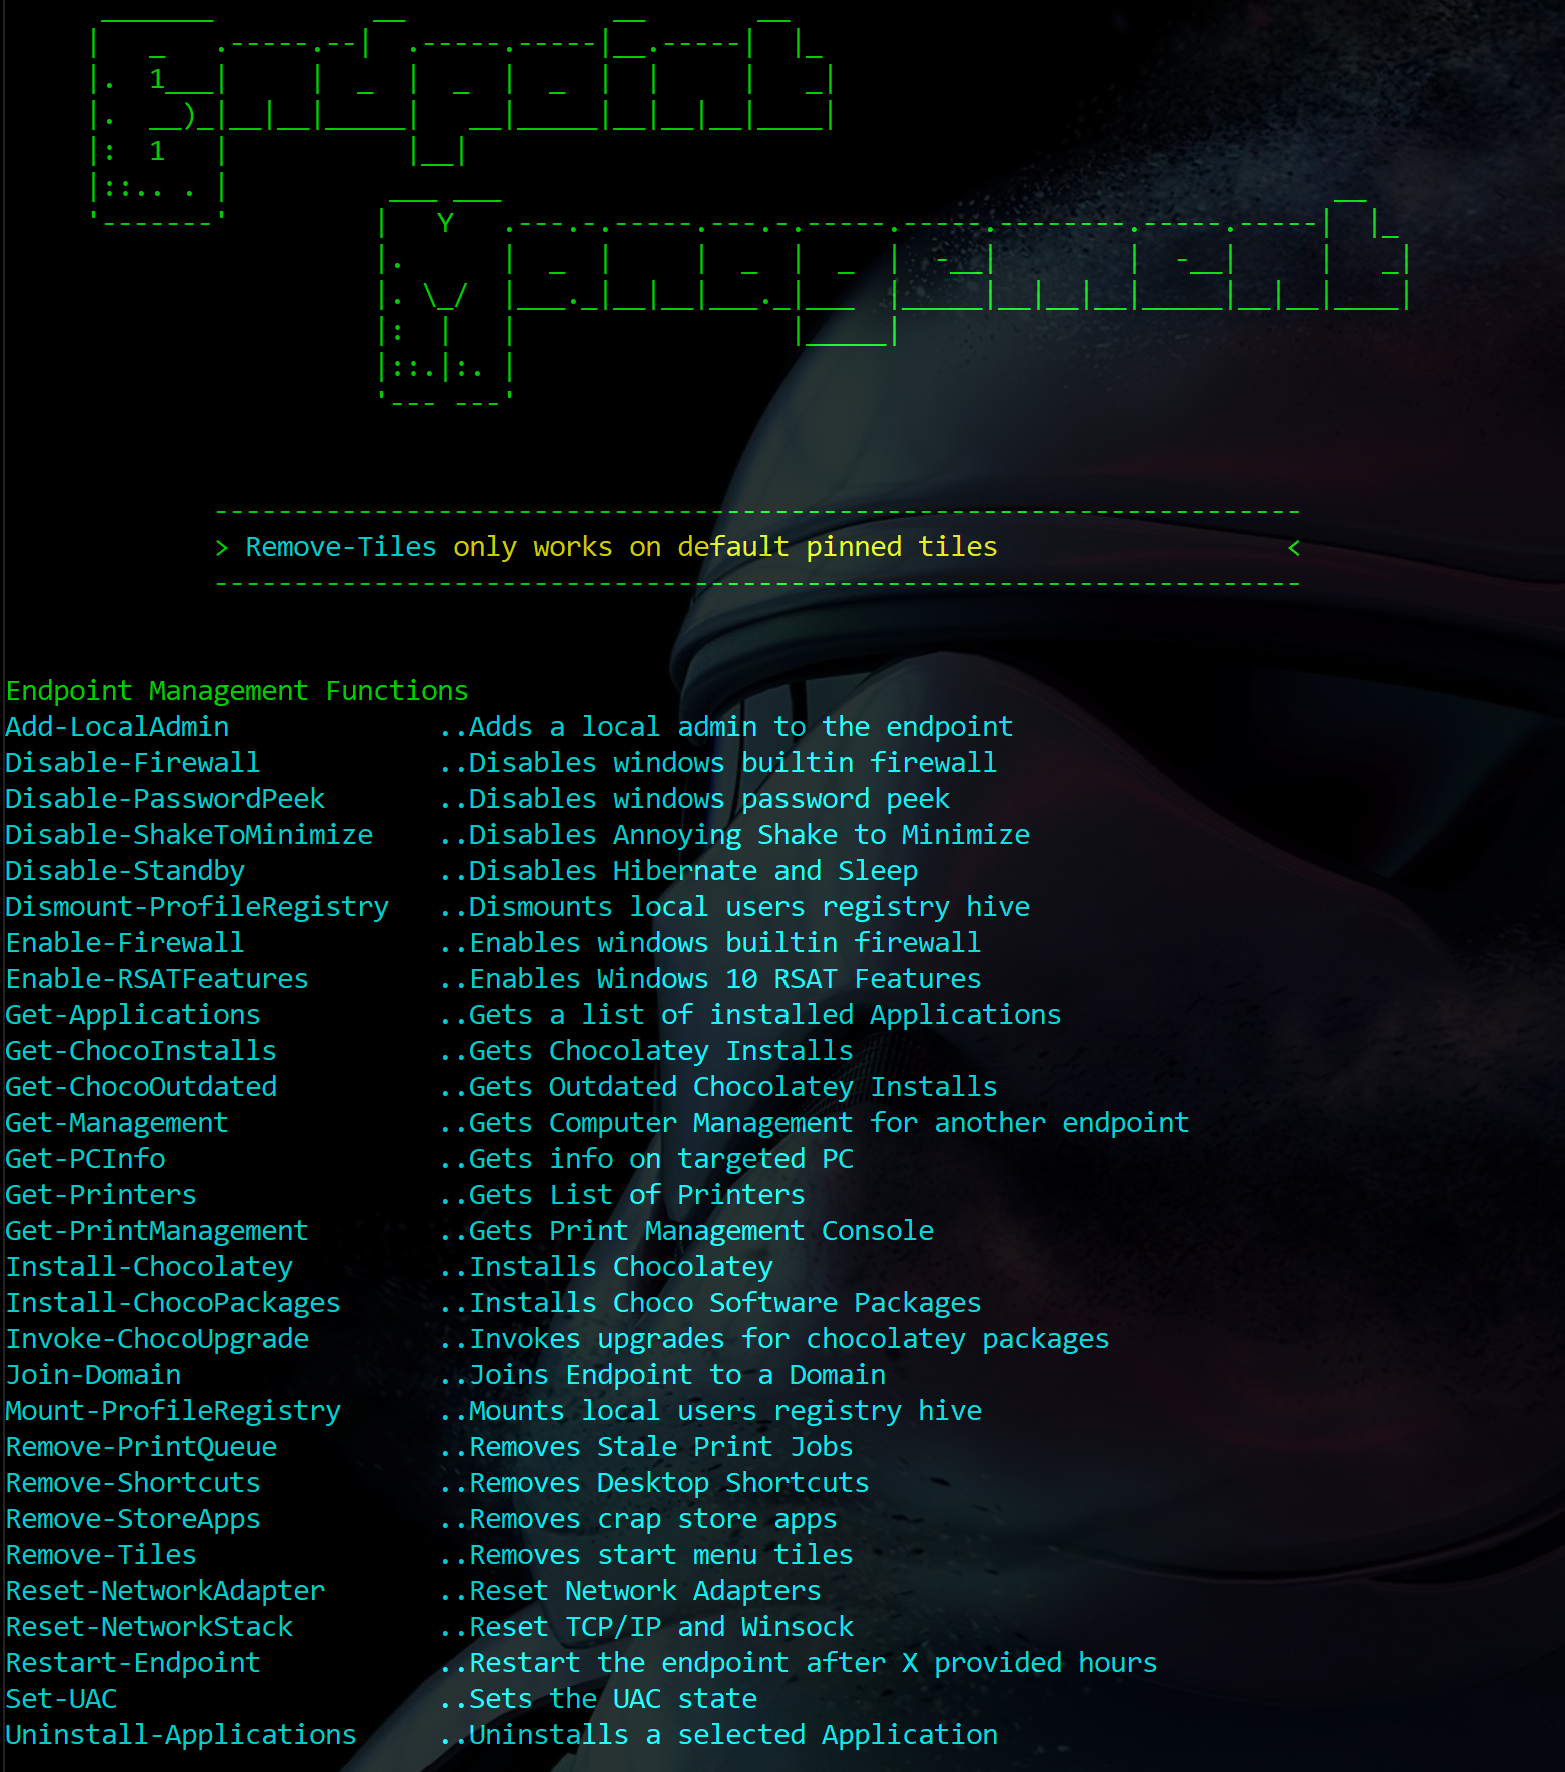 Endpoint
Management
> Remove-Tiles only works on default pinned tiles <
Endpoint Management Functions
Add-LocalAdmin ..Adds a local admin to the endpoint
Disable-Firewall ..Disables windows builtin firewall
Disable-PasswordPeek ..Disables windows password peek
Disable-ShakeToMinimize ..Disables Annoying Shake to Minimize
Disable-Standby ..Disables Hibernate and Sleep
Dismount-ProfileRegistry ..Dismounts local users registry hive
Enable-Firewall ..Enables windows builtin firewall
Enable-RSATFeatures ..Enables Windows 10 RSAT Features
Get-Applications ..Gets a list of installed Applications
Get-ChocoInstalls ..Gets Chocolatey Installs
Get-ChocoOutdated ..Gets Outdated Chocolatey Installs
Get-Management ..Gets Computer Management for another endpoint
Get-PCInfo ..Gets info on targeted PC
Get-Printers ..Gets List of Printers
Get-PrintManagement ..Gets Print Management Console
Install-Chocolatey ..Installs Chocolatey
Install-ChocoPackages ..Installs Choco Software Packages
Invoke-ChocoUpgrade ..Invokes upgrades for chocolatey packages
Join-Domain ..Joins Endpoint to a Domain
Mount-ProfileRegistry ..Mounts local users registry hive
Remove-PrintQueue ..Removes Stale Print Jobs
Remove-Shortcuts ..Removes Desktop Shortcuts
Remove-StoreApps ..Removes crap store apps
Remove-Tiles ..Removes start menu tiles
Reset-NetworkAdapter ..Reset Network Adapters
Reset-NetworkStack ..Reset TCP/IP and Winsock
Restart-Endpoint ..Restart the endpoint after X provided hours
Set-UAC ..Sets the UAC state
Uninstall-Applications ..Uninstalls a selected Application